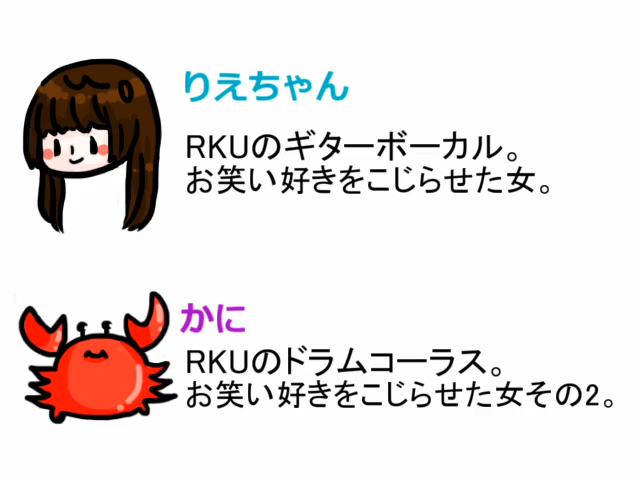 りえちゃん
RKUのギターボーカル。
お笑い好きをこじらせた女。
かに
RKUのドラムコーラス。
お笑い好きをこじらせた女その2。